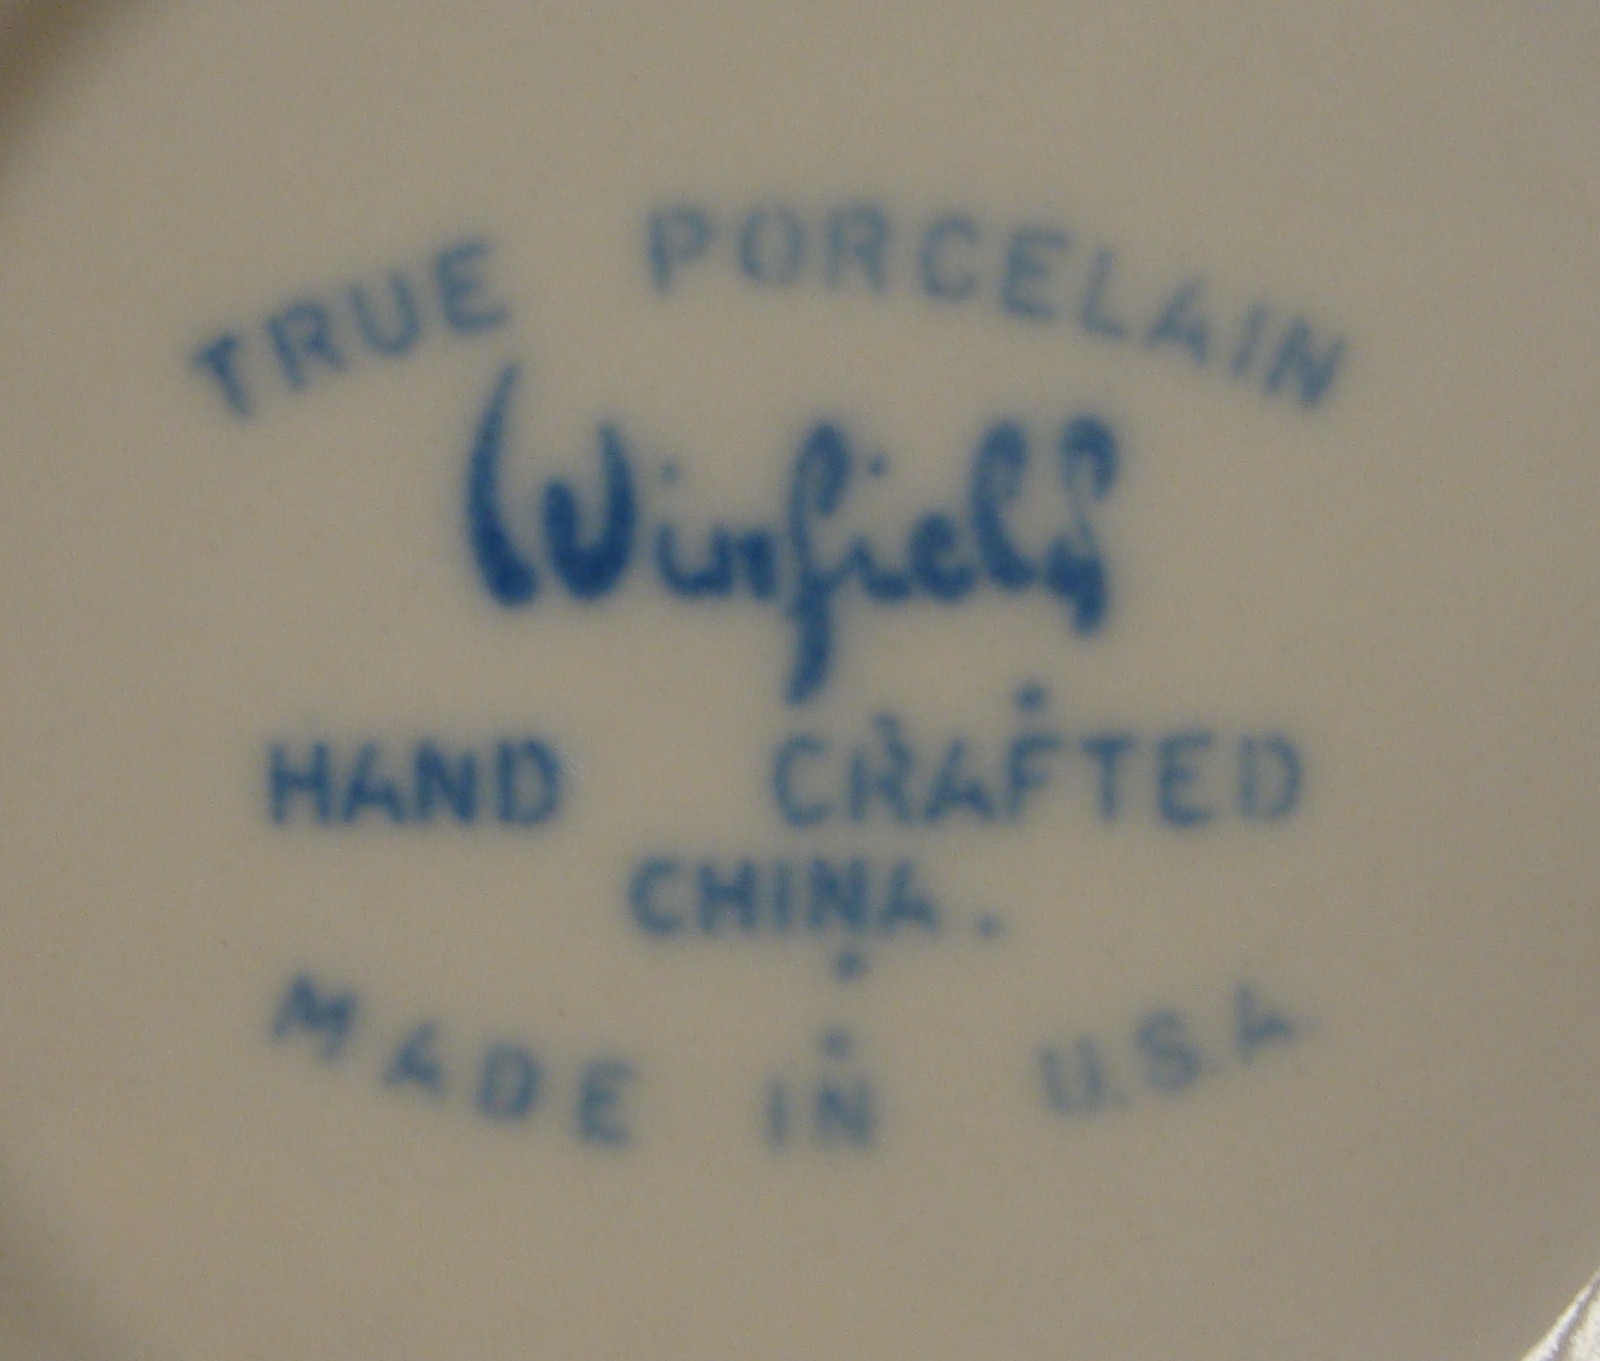 TRUE PORCELAIN
Winfield
HAND CRAFTED
CHINA.
MADE IN U.S.A.